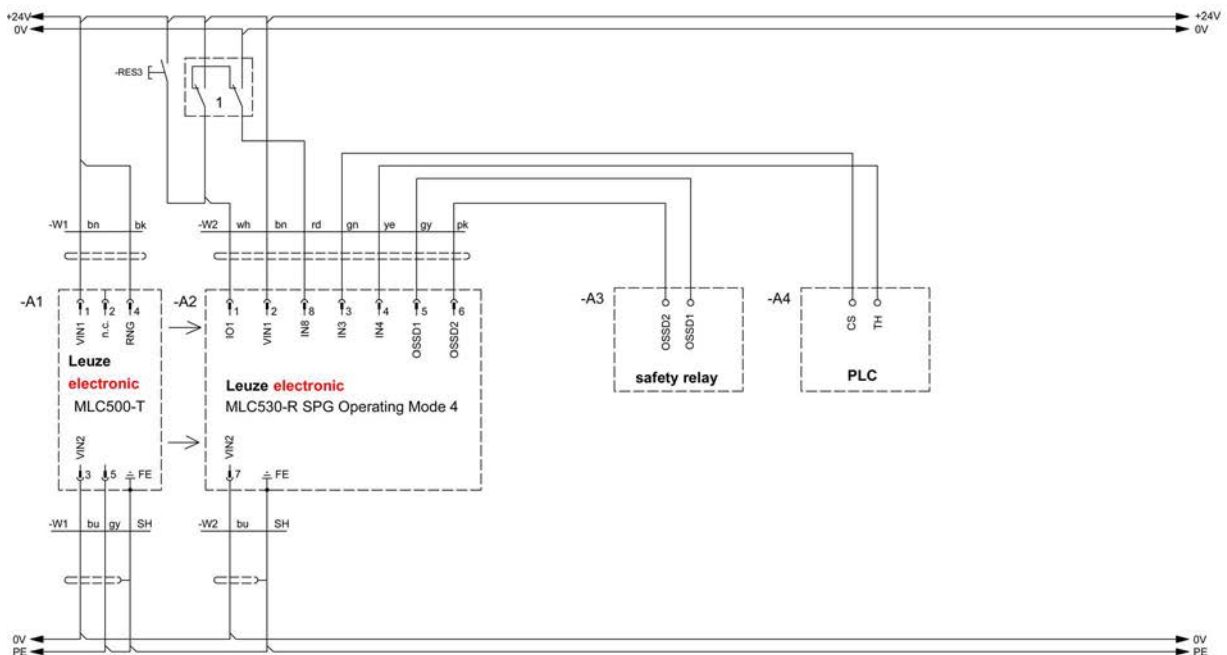 +24V +24V
0V 0V
-RES3
1
-W1 bn bk -W2 wh bn rd gn ye gy pk
-A1 -A2 -A3 -A4
1 2 4 1 2 8 3 4 5 6
VIN1 n.c. RNG IO1 VIN1 IN8 IN3 IN4 OSSD1 OSSD2 OSSD2 OSSD1 CS TH
Leuze
electronic
MLC500-T
Leuze electronic
MLC530-R SPG Operating Mode 4
safety relay
PLC
VIN2 VIN2
3 5 FE 7 FE
-W1 bu gy SH -W2 bu SH
0V 0V
PE PE